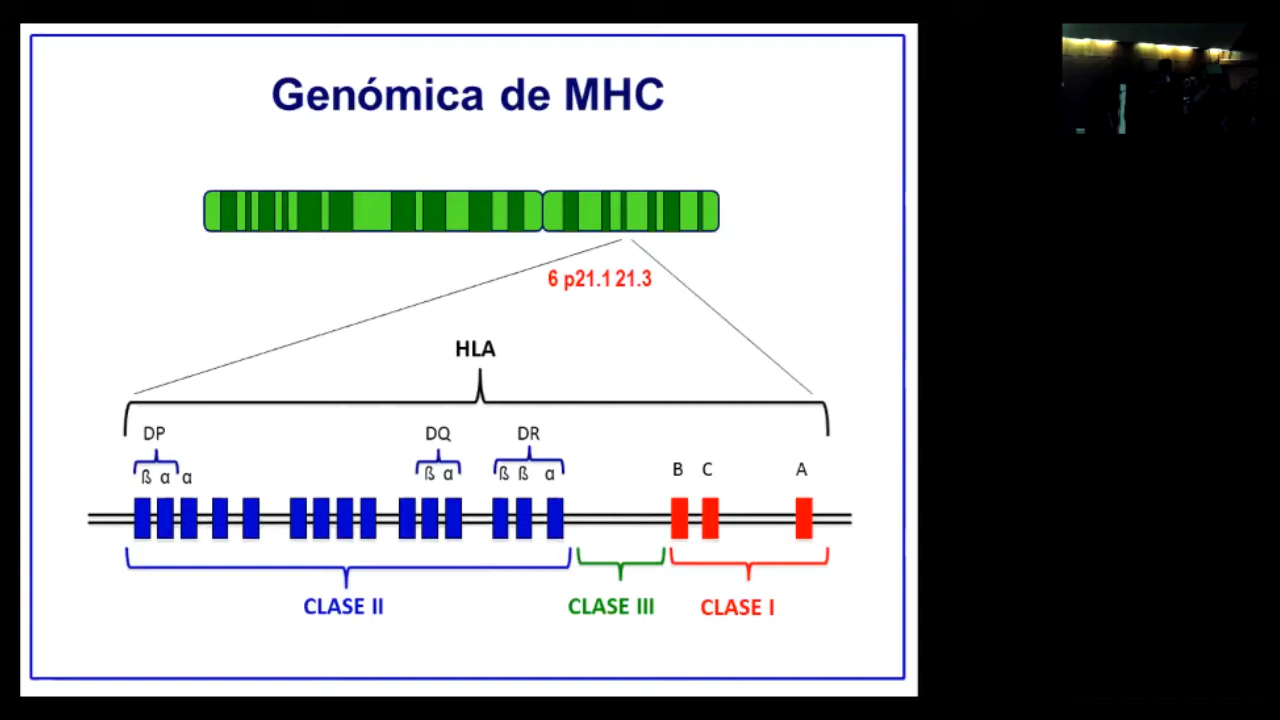 Genómica de MHC
6 p21.1 21.3
HLA
DP DQ DR
ß α α ß α ß ß α B C A
CLASE II CLASE III CLASE I